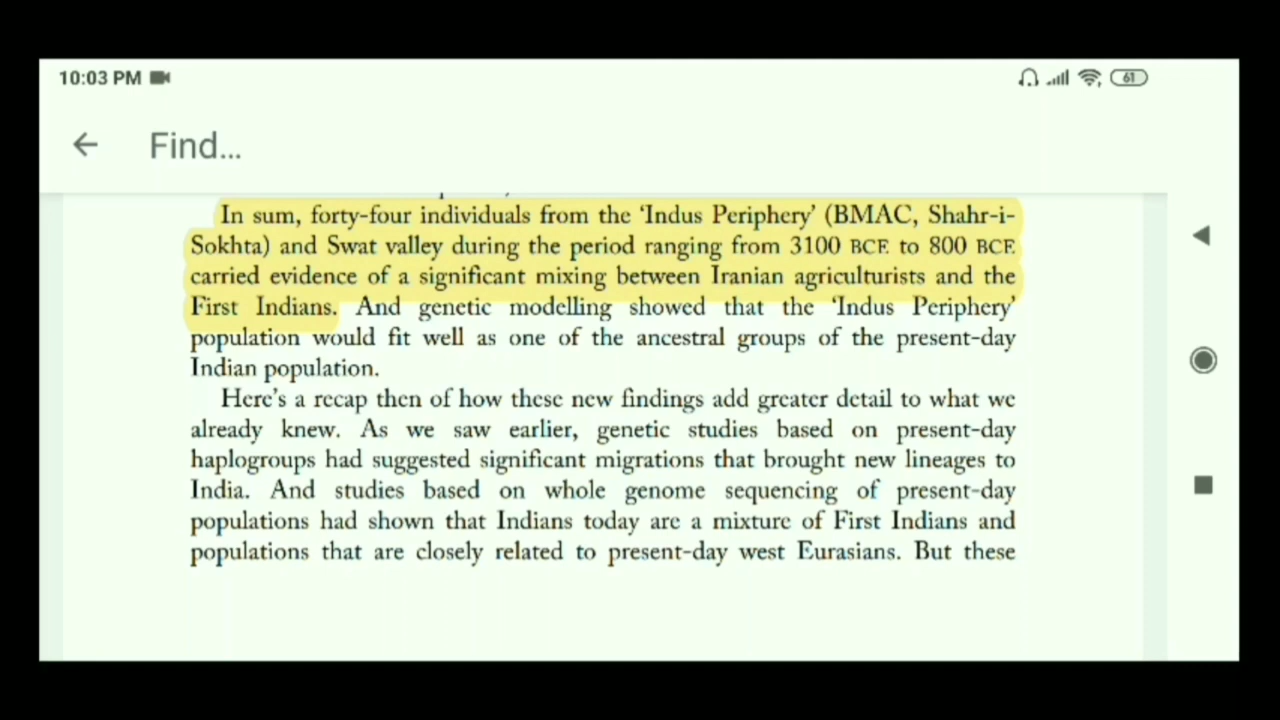 10:03 PM
61
Find...
In sum, forty-four individuals from the ‘Indus Periphery’ (BMAC, Shahr-i-
Sokhta) and Swat valley during the period ranging from 3100 BCE to 800 BCE
carried evidence of a significant mixing between Iranian agriculturists and the
First Indians. And genetic modelling showed that the ‘Indus Periphery’
population would fit well as one of the ancestral groups of the present-day
Indian population.
Here’s a recap then of how these new findings add greater detail to what we
already knew. As we saw earlier, genetic studies based on present-day
haplogroups had suggested significant migrations that brought new lineages to
India. And studies based on whole genome sequencing of present-day
populations had shown that Indians today are a mixture of First Indians and
populations that are closely related to present-day west Eurasians. But these